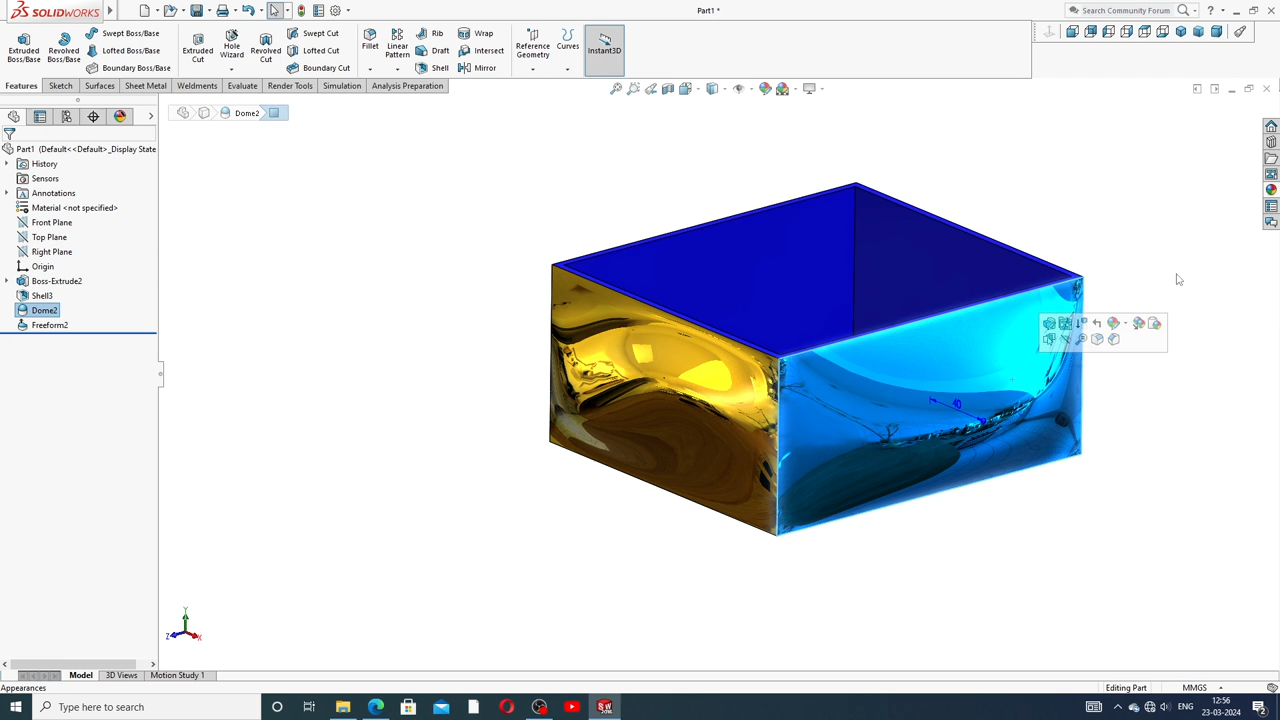 SOLIDWORKS
Part1 *
Search Community Forum
Extruded Boss/Base
Revolved Boss/Base
Swept Boss/Base
Lofted Boss/Base
Boundary Boss/Base
Extruded Cut
Hole Wizard
Revolved Cut
Swept Cut
Lofted Cut
Boundary Cut
Fillet
Linear Pattern
Rib
Draft
Shell
Wrap
Intersect
Mirror
Reference Geometry
Curves
Instant3D
Features
Sketch
Surfaces
Sheet Metal
Weldments
Evaluate
Render Tools
Simulation
Analysis Preparation
Dome2
Part1 (Default<<Default>_Display State
History
Sensors
Annotations
Material <not specified>
Front Plane
Top Plane
Right Plane
Origin
Boss-Extrude2
Shell3
Dome2
Freeform2
40
Y
Z
X
Model
3D Views
Motion Study 1
Appearances
Editing Part
MMGS
Type here to search
ENG
12:56
23-03-2024
2